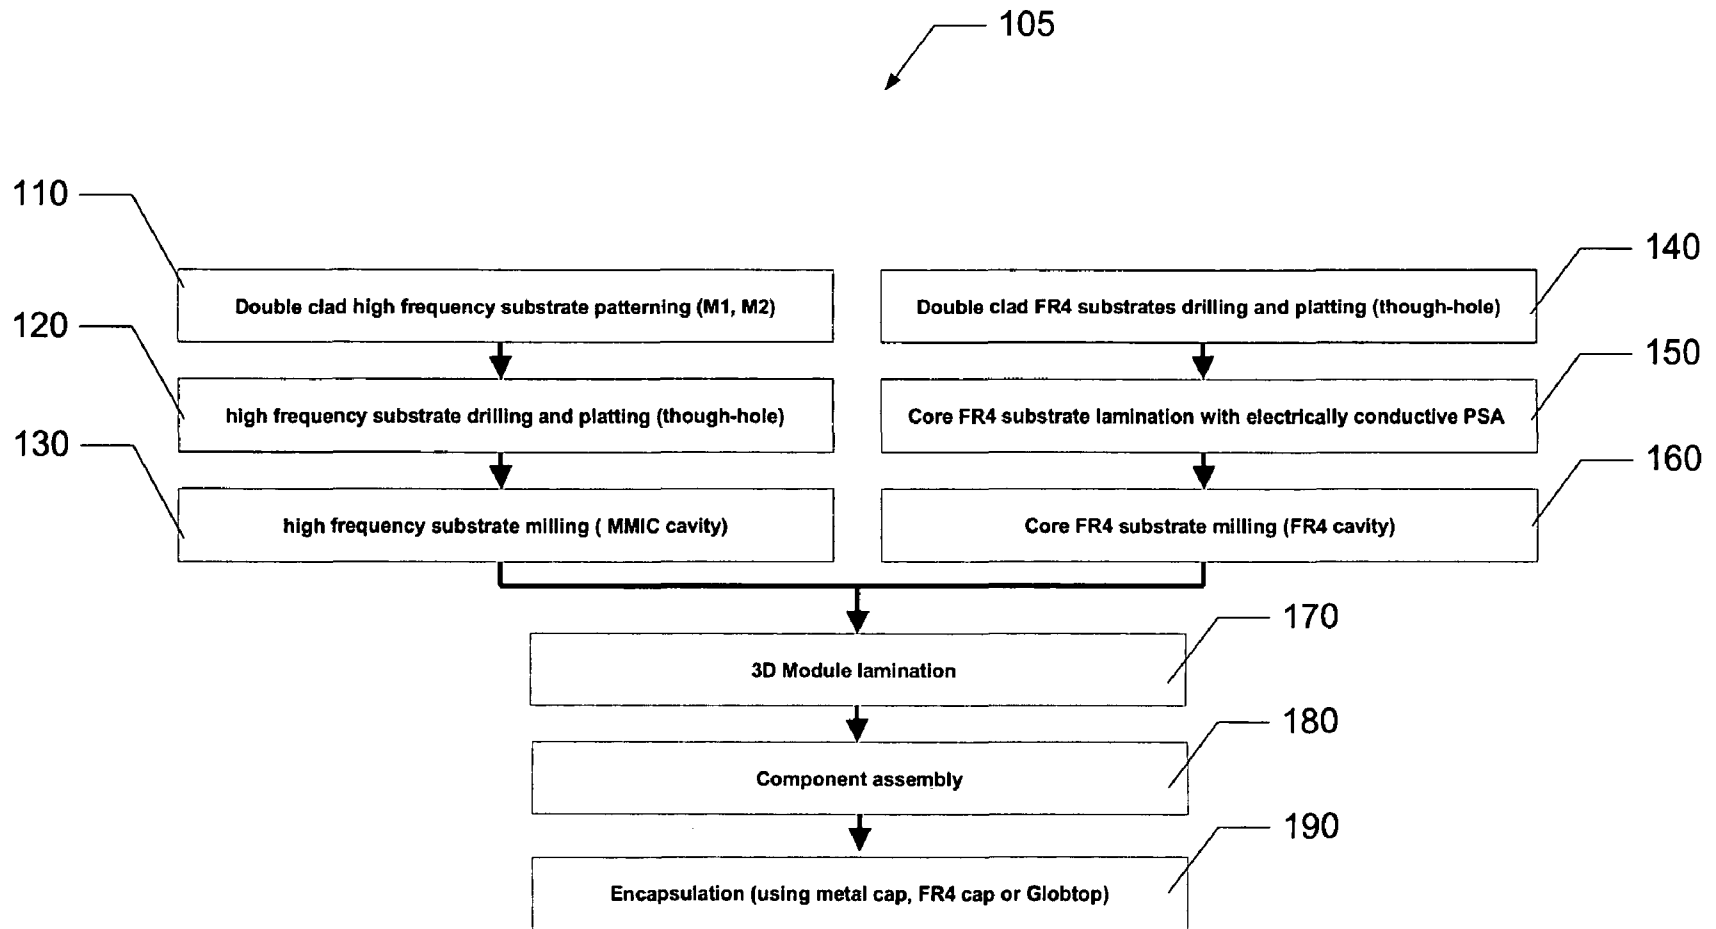 105
110
Double clad high frequency substrate patterning (M1, M2)
120
high frequency substrate drilling and platting (though-hole)
130
high frequency substrate milling ( MMIC cavity)
140
Double clad FR4 substrates drilling and platting (though-hole)
150
Core FR4 substrate lamination with electrically conductive PSA
160
Core FR4 substrate milling (FR4 cavity)
170
3D Module lamination
180
Component assembly
190
Encapsulation (using metal cap, FR4 cap or Globtop)